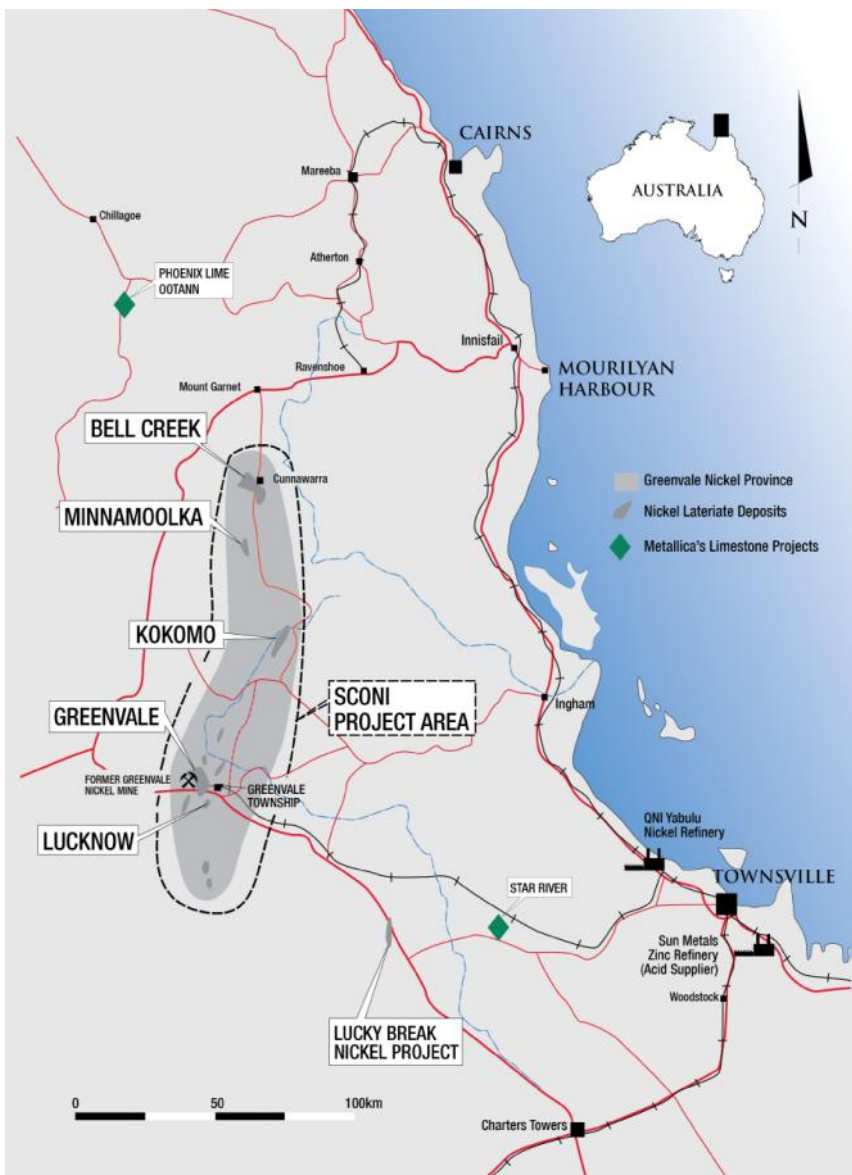 CAIRNS
Mareeba
AUSTRALIA
N
Chillagoe
Atherton
PHOENIX LIME
OOTANN
Innisfail
MOURILYAN
HARBOUR
Ravenshoe
Mount Garnet
BELL CREEK
Cunnawarra
Greenvale Nickel Province
Nickel Lateriate Deposits
Metallica's Limestone Projects
MINNAMOOLKA
KOKOMO
SCONI
PROJECT AREA
Ingham
GREENVALE
FORMER GREENVALE
NICKEL MINE
GREENVALE
TOWNSHIP
LUCKNOW
QNI Yabulu
Nickel Refinery
TOWNSVILLE
STAR RIVER
Sun Metals
Zinc Refinery
(Acid Supplier)
Woodstock
LUCKY BREAK
NICKEL PROJECT
0 50 100km
Charters Towers